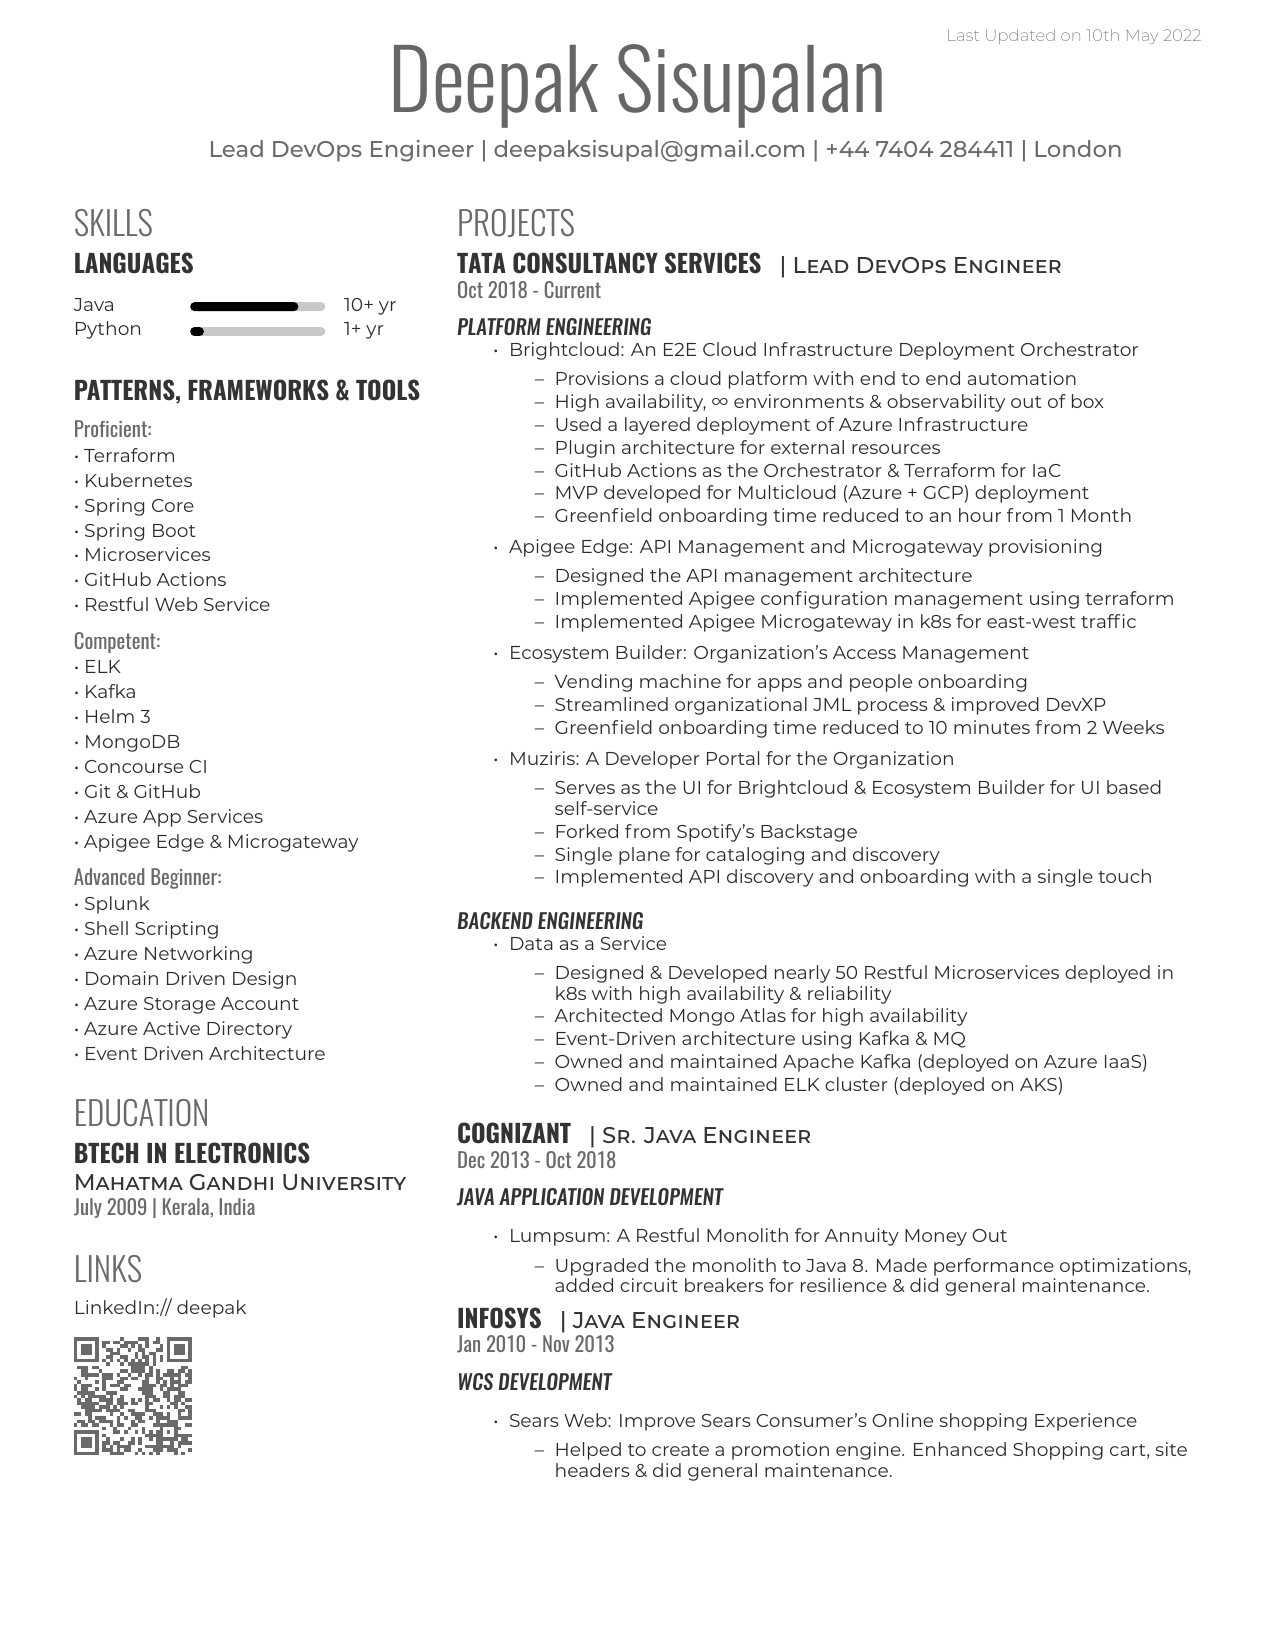 Last Updated on 10th May 2022
Deepak Sisupalan
Lead DevOps Engineer | deepaksisupal@gmail.com | +44 7404 284411 | London
SKILLS
LANGUAGES
Java 10+ yr
Python 1+ yr
PATTERNS, FRAMEWORKS & TOOLS
Proficient:
• Terraform
• Kubernetes
• Spring Core
• Spring Boot
• Microservices
• GitHub Actions
• Restful Web Service
Competent:
• ELK
• Kafka
• Helm 3
• MongoDB
• Concourse CI
• Git & GitHub
• Azure App Services
• Apigee Edge & Microgateway
Advanced Beginner:
• Splunk
• Shell Scripting
• Azure Networking
• Domain Driven Design
• Azure Storage Account
• Azure Active Directory
• Event Driven Architecture
EDUCATION
BTECH IN ELECTRONICS
Mahatma Gandhi University
July 2009 | Kerala, India
LINKS
LinkedIn:// deepak
PROJECTS
TATA CONSULTANCY SERVICES | Lead DevOps Engineer
Oct 2018 - Current
PLATFORM ENGINEERING
• Brightcloud: An E2E Cloud Infrastructure Deployment Orchestrator
– Provisions a cloud platform with end to end automation
– High availability, ∞ environments & observability out of box
– Used a layered deployment of Azure Infrastructure
– Plugin architecture for external resources
– GitHub Actions as the Orchestrator & Terraform for IaC
– MVP developed for Multicloud (Azure + GCP) deployment
– Greenfield onboarding time reduced to an hour from 1 Month
• Apigee Edge: API Management and Microgateway provisioning
– Designed the API management architecture
– Implemented Apigee configuration management using terraform
– Implemented Apigee Microgateway in k8s for east-west traffic
• Ecosystem Builder: Organization’s Access Management
– Vending machine for apps and people onboarding
– Streamlined organizational JML process & improved DevXP
– Greenfield onboarding time reduced to 10 minutes from 2 Weeks
• Muziris: A Developer Portal for the Organization
– Serves as the UI for Brightcloud & Ecosystem Builder for UI based
self-service
– Forked from Spotify’s Backstage
– Single plane for cataloging and discovery
– Implemented API discovery and onboarding with a single touch
BACKEND ENGINEERING
• Data as a Service
– Designed & Developed nearly 50 Restful Microservices deployed in
k8s with high availability & reliability
– Architected Mongo Atlas for high availability
– Event-Driven architecture using Kafka & MQ
– Owned and maintained Apache Kafka (deployed on Azure IaaS)
– Owned and maintained ELK cluster (deployed on AKS)
COGNIZANT | Sr. Java Engineer
Dec 2013 - Oct 2018
JAVA APPLICATION DEVELOPMENT
• Lumpsum: A Restful Monolith for Annuity Money Out
– Upgraded the monolith to Java 8. Made performance optimizations,
added circuit breakers for resilience & did general maintenance.
INFOSYS | Java Engineer
Jan 2010 - Nov 2013
WCS DEVELOPMENT
• Sears Web: Improve Sears Consumer’s Online shopping Experience
– Helped to create a promotion engine. Enhanced Shopping cart, site
headers & did general maintenance.